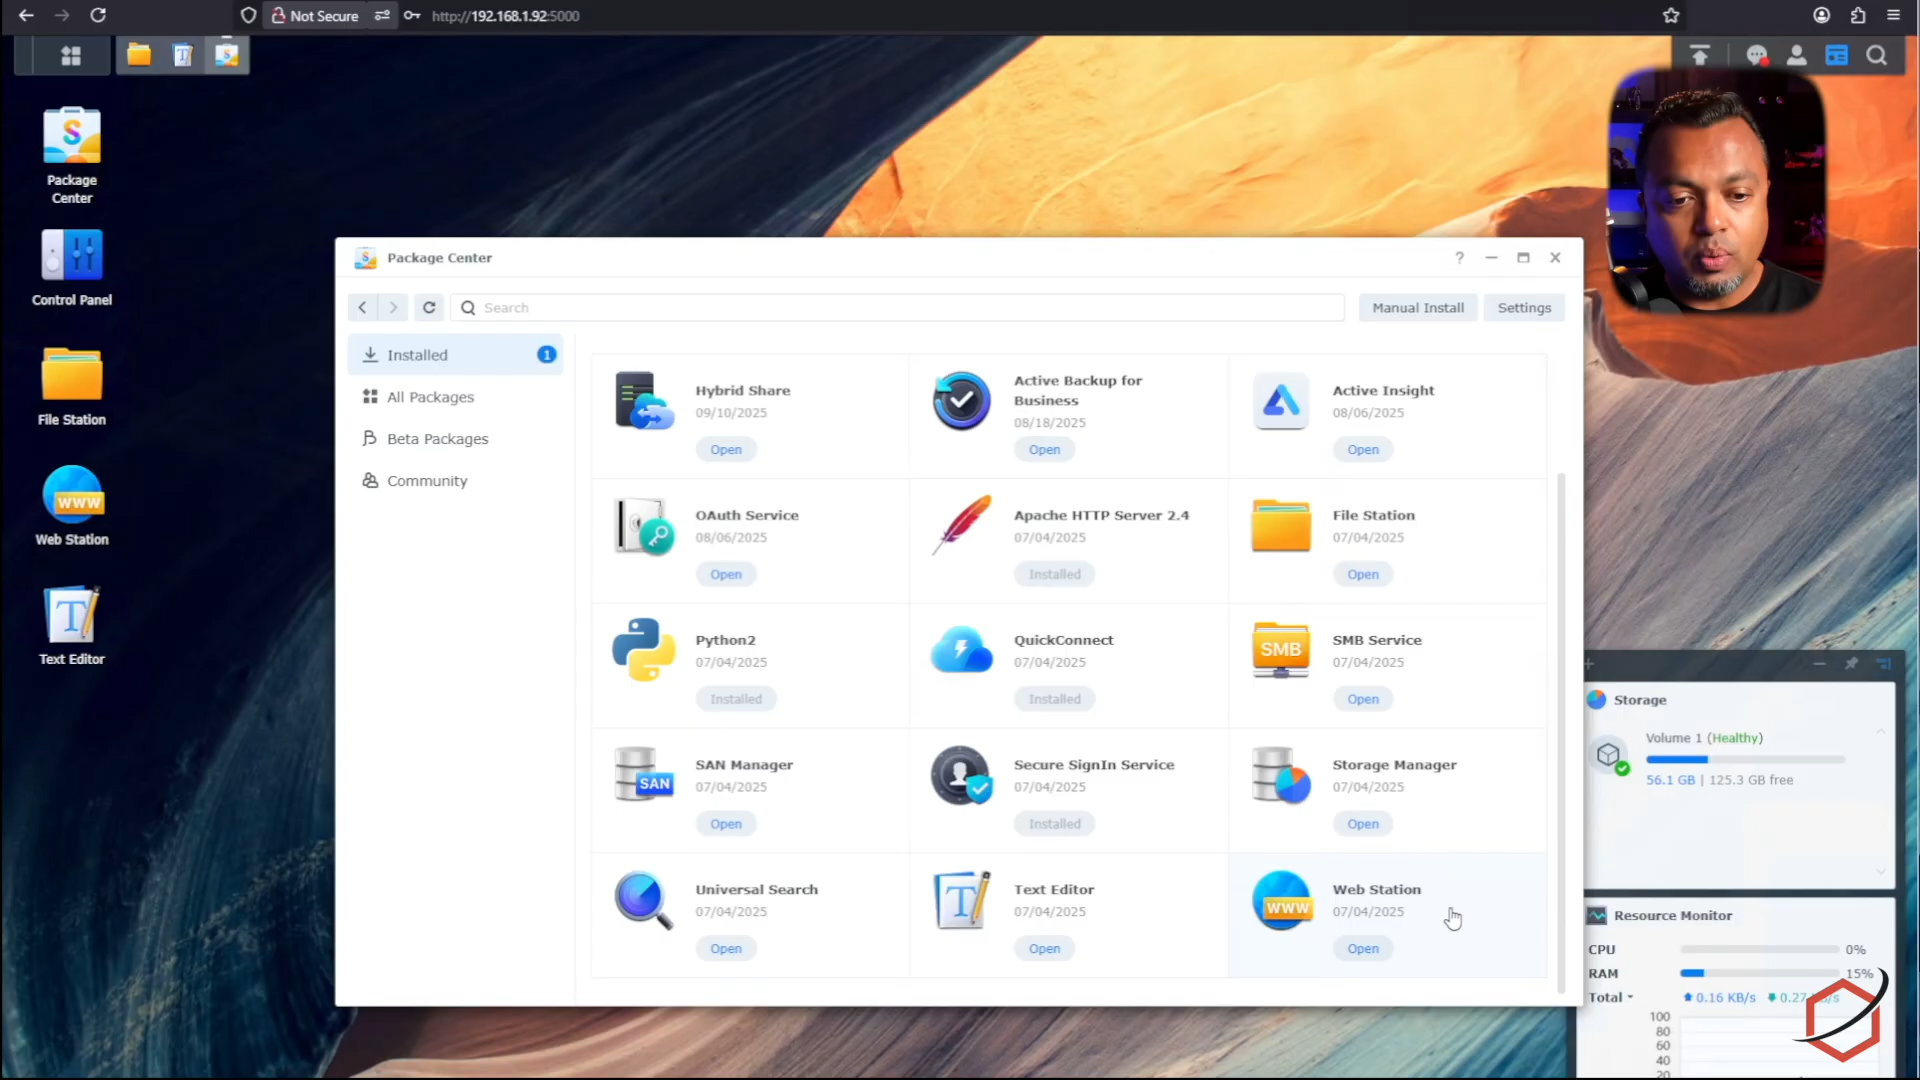 Not Secure
http://192.168.1.92:5000
Package
Center
Control Panel
File Station
WWW
Web Station
T
Text Editor
Package Center
?
Search
Manual Install
Settings
Installed
1
All Packages
Beta Packages
Community
Hybrid Share
09/10/2025
Open
Active Backup for
Business
08/18/2025
Open
Active Insight
08/06/2025
Open
OAuth Service
08/06/2025
Open
Apache HTTP Server 2.4
07/04/2025
Installed
File Station
07/04/2025
Open
Python2
07/04/2025
Installed
QuickConnect
07/04/2025
Installed
SMB
SMB Service
07/04/2025
Open
SAN
SAN Manager
07/04/2025
Open
Secure SignIn Service
07/04/2025
Installed
Storage Manager
07/04/2025
Open
Universal Search
07/04/2025
Open
T
Text Editor
07/04/2025
Open
WWW
Web Station
07/04/2025
Open
Storage
Volume 1 (Healthy)
56.1 GB | 125.3 GB free
Resource Monitor
CPU
0%
RAM
15%
Total
0.16 KB/s
100
80
60
40
20